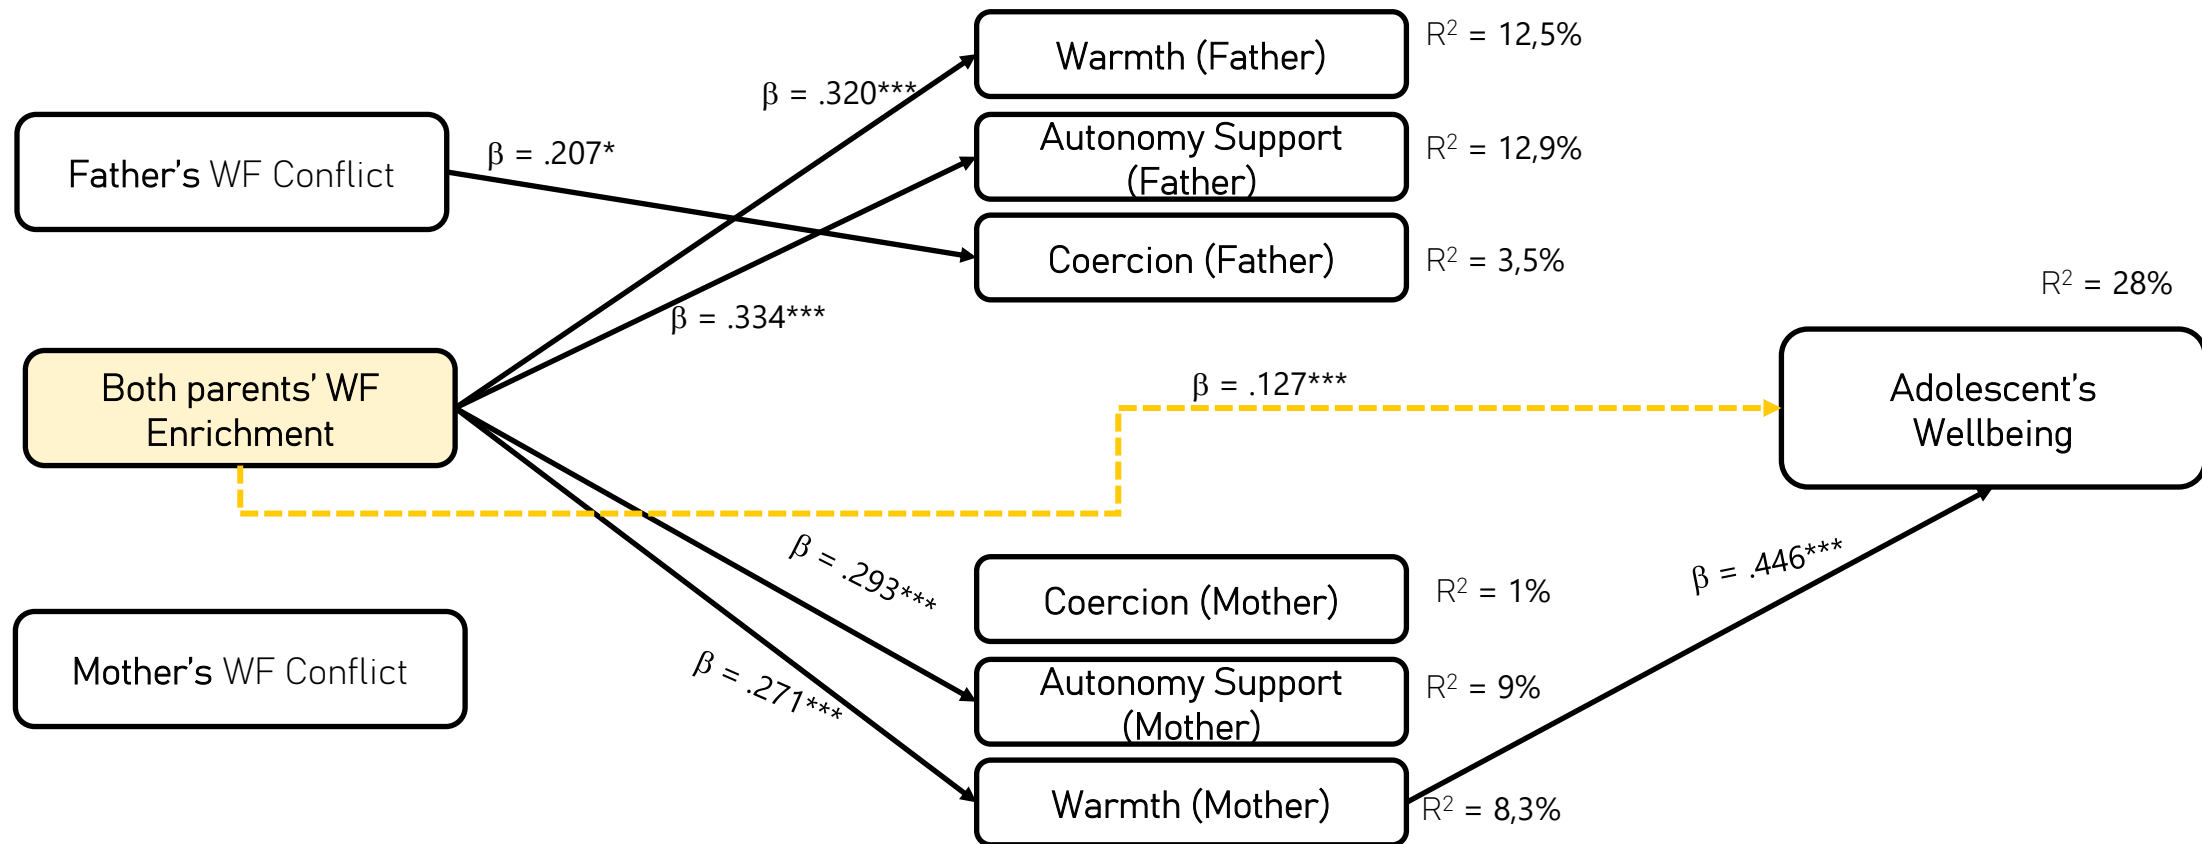 Warmth (Father)
R² = 12,5%
β = .320***
Father's WF Conflict
β = .207*
Autonomy Support
(Father)
R² = 12,9%
Coercion (Father)
R² = 3,5%
β = .334***
R² = 28%
Both parents' WF
Enrichment
β = .127***
Adolescent's
Wellbeing
β = .293***
Coercion (Mother)
R² = 1%
β = .446***
Mother's WF Conflict
β = .271***
Autonomy Support
(Mother)
R² = 9%
Warmth (Mother)
R² = 8,3%